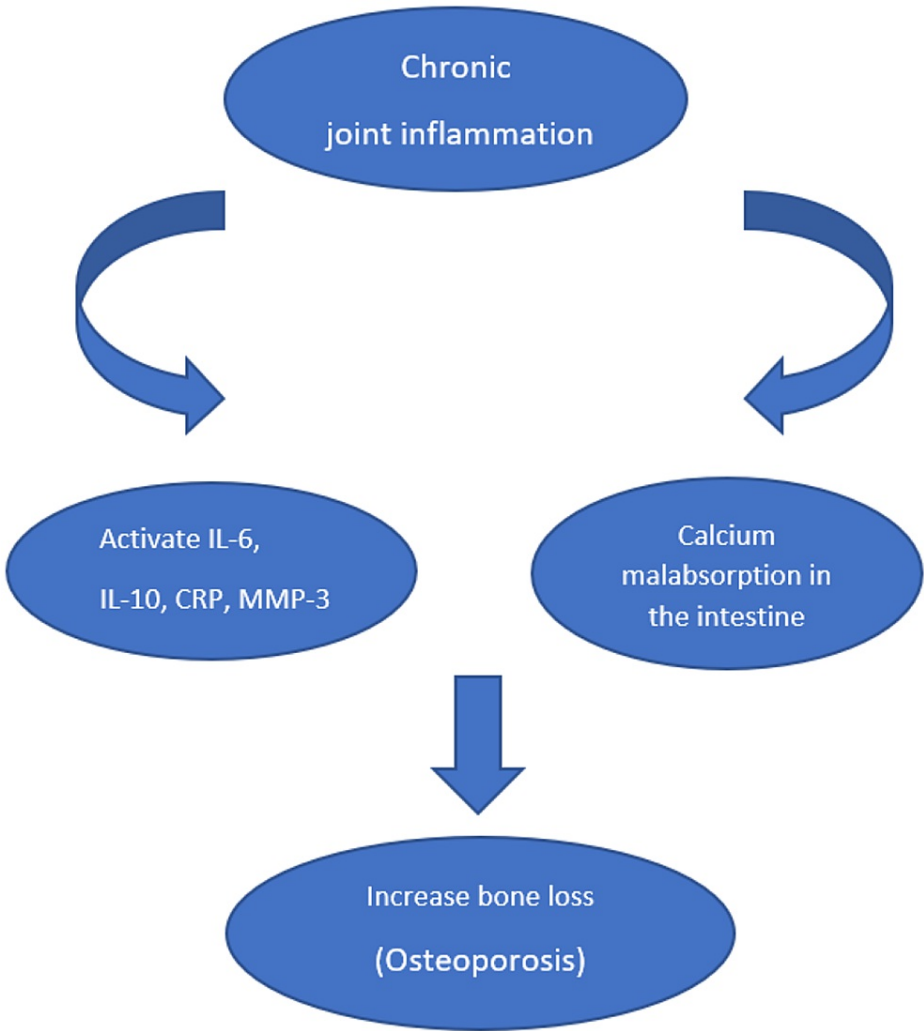 Chronic
joint inflammation
Activate IL-6,
IL-10, CRP, MMP-3
Calcium
malabsorption in
the intestine
Increase bone loss
(Osteoporosis)